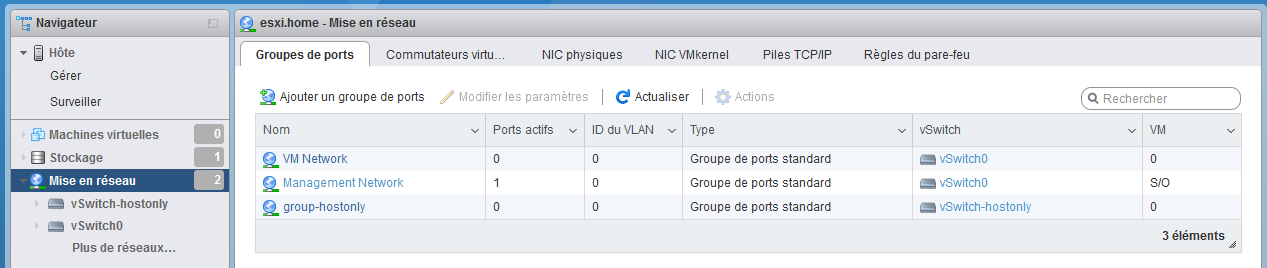 Navigateur
Hôte
Gérer
Surveiller
Machines virtuelles 0
Stockage 1
Mise en réseau 2
vSwitch-hostonly
vSwitch0
Plus de réseaux...
esxi.home - Mise en réseau
Groupes de ports Commutateurs virtu... NIC physiques NIC VMkernel Piles TCP/IP Règles du pare-feu
Ajouter un groupe de ports Modifier les paramètres Actualiser Actions Rechercher
Nom Ports actifs ID du VLAN Type vSwitch VM
VM Network 0 0 Groupe de ports standard vSwitch0 0
Management Network 1 0 Groupe de ports standard vSwitch0 S/O
group-hostonly 0 0 Groupe de ports standard vSwitch-hostonly 0
3 éléments